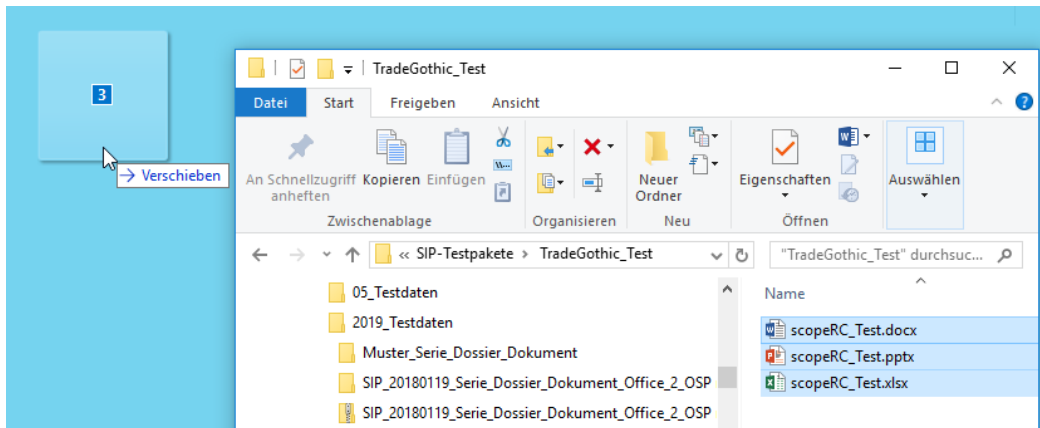 3
→ Verschieben
TradeGothic_Test
Datei Start Freigeben Ansicht
An Schnellzugriff anheften
Kopieren
Einfügen
Zwischenablage
Organisieren
Neuer Ordner
Neu
Eigenschaften
Öffnen
Auswählen
« SIP-Testpakete > TradeGothic_Test
"TradeGothic_Test" durchsuc...
05_Testdaten
2019_Testdaten
Muster_Serie_Dossier_Dokument
SIP_20180119_Serie_Dossier_Dokument_Office_2_OSP
SIP_20180119_Serie_Dossier_Dokument_Office_2_OSP
Name
scopeRC_Test.docx
scopeRC_Test.pptx
scopeRC_Test.xlsx